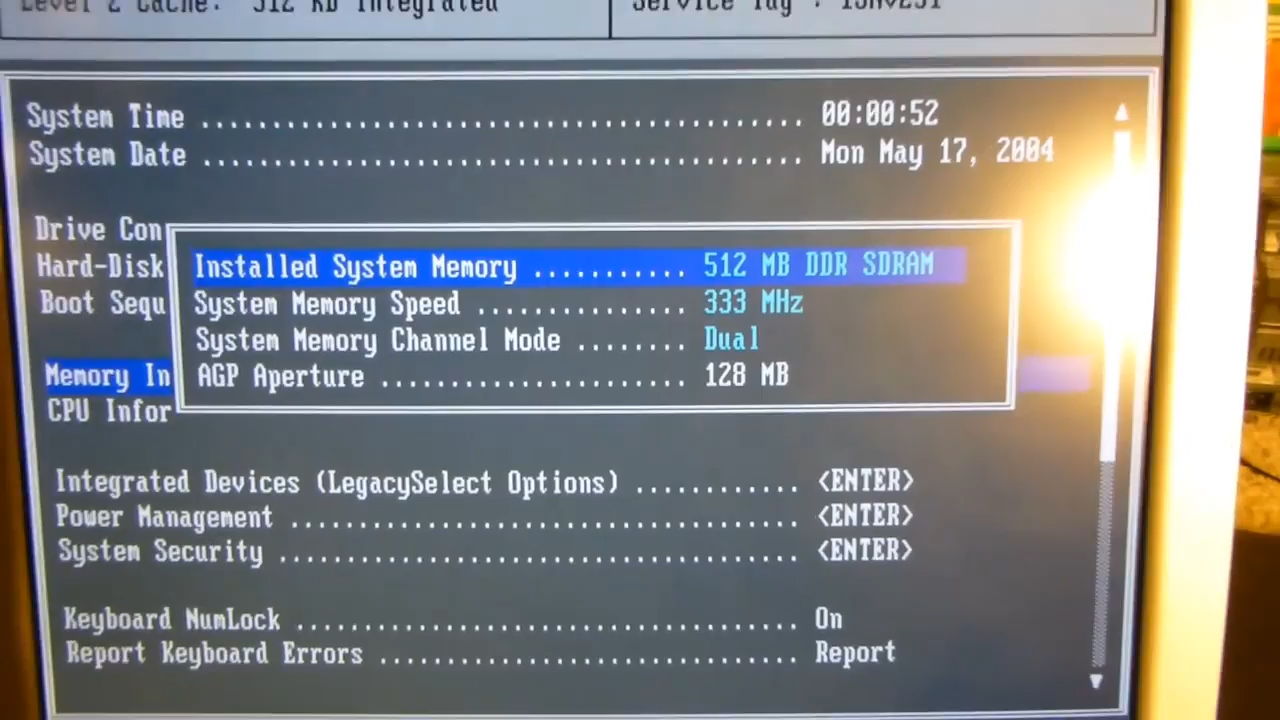 Level 2 Cache: 512 KB Integrated
Service Tag :
System Time .......................................... 00:00:52
System Date .......................................... Mon May 17, 2004
Drive Con
Hard-Disk
Boot Sequ
Installed System Memory ........... 512 MB DDR SDRAM
System Memory Speed ............... 333 MHz
System Memory Channel Mode ........ Dual
AGP Aperture ...................... 128 MB
Memory In
CPU Infor
Integrated Devices (LegacySelect Options) ............ <ENTER>
Power Management .................................... <ENTER>
System Security ..................................... <ENTER>
Keyboard NumLock .................................... On
Report Keyboard Errors .............................. Report